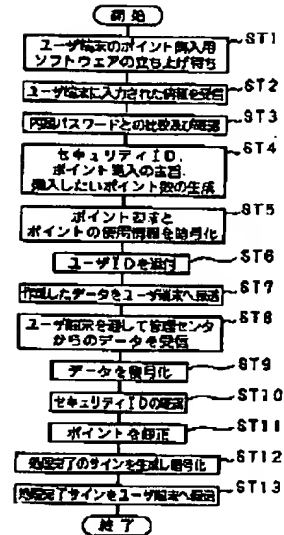 開始
ST1
ユーザ端末のポイント購入用
ソフトウェアの立ち上げ待ち
ST2
ユーザ端末に入力された情報を受信
ST3
内部パスワードとの比較及び確認
ST4
セキュリティID、
ポイント購入の主旨、
購入したいポイント数の生成
ST5
ポイント
ポイントの使用情報を暗号化
ST6
ユーザIDを添付
ST7
作成したデータをユーザ端末へ転送
ST8
ユーザ端末を通して管理センタ
からのデータを受信
ST9
データを復号化
ST10
セキュリティIDの確認
ST11
ポイントを修正
ST12
処理完了のサインを生成し暗号化
ST13
処理完了サインをユーザ端末へ転送
終了